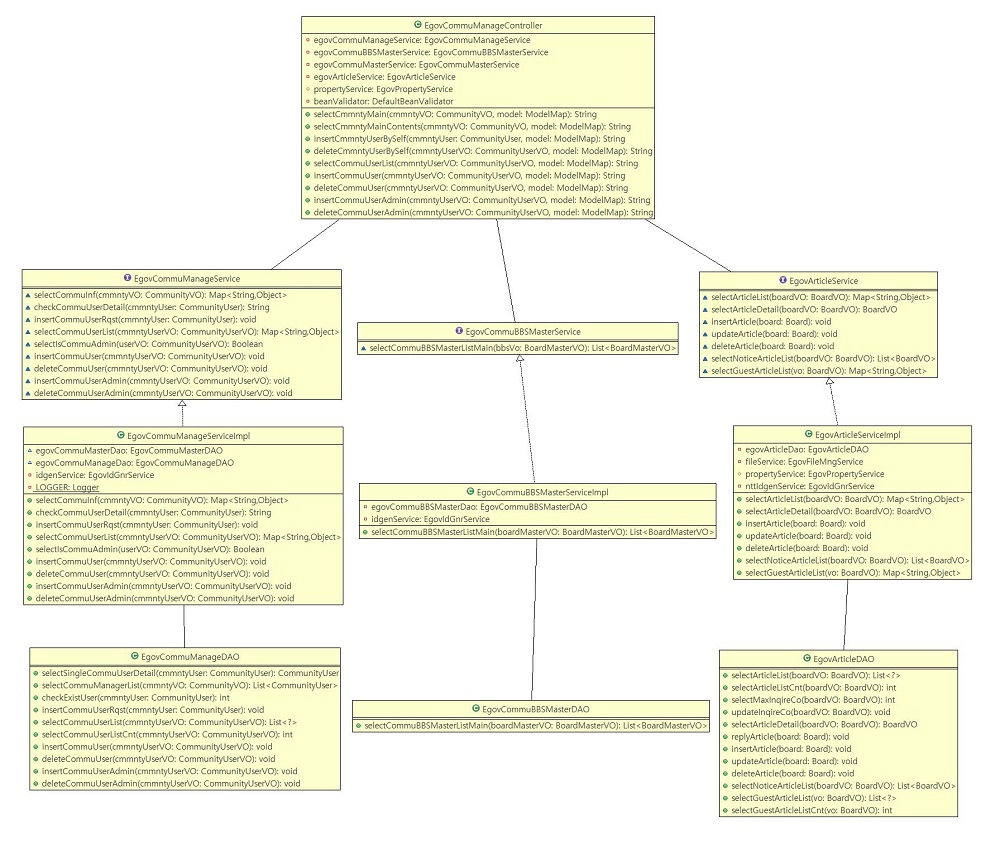 EgovCommuManageController
egovCommuManageService: EgovCommuManageService
egovCommuBBSMasterService: EgovCommuBBSMasterService
egovCommuMasterService: EgovCommuMasterService
egovArticleService: EgovArticleService
propertyService: EgovPropertyService
beanValidator: DefaultBeanValidator
selectCmmntyMain(cmmntyVO: CommunityVO, model: ModelMap): String
selectCmmntyMainContents(cmmntyVO: CommunityVO, model: ModelMap): String
insertCmmntyUserBySelf(cmmntyUser: CommunityUser, model: ModelMap): String
deleteCmmntyUserBySelf(cmmntyUserVO: CommunityUserVO, model: ModelMap): String
selectCommuUserList(cmmntyUserVO: CommunityUserVO, model: ModelMap): String
insertCommuUser(cmmntyUserVO: CommunityUserVO, model: ModelMap): String
deleteCommuUser(cmmntyUserVO: CommunityUserVO, model: ModelMap): String
insertCommuUserAdmin(cmmntyUserVO: CommunityUserVO, model: ModelMap): String
deleteCommuUserAdmin(cmmntyUserVO: CommunityUserVO, model: ModelMap): String
EgovCommuManageService
selectCommuInf(cmmntyVO: CommunityVO): Map<String,Object>
checkCommuUserDetail(cmmntyUser: CommunityUser): String
insertCommuUserRqst(cmmntyUser: CommunityUser): void
selectCommuUserList(cmmntyUserVO: CommunityUserVO): Map<String,Object>
selectIsCommuAdmin(userVO: CommunityUserVO): Boolean
insertCommuUser(cmmntyUserVO: CommunityUserVO): void
deleteCommuUser(cmmntyUserVO: CommunityUserVO): void
insertCommuUserAdmin(cmmntyUserVO: CommunityUserVO): void
deleteCommuUserAdmin(cmmntyUserVO: CommunityUserVO): void
EgovCommuBBSMasterService
selectCommuBBSMasterListMain(bbsVo: BoardMasterVO): List<BoardMasterVO>
EgovArticleService
selectArticleList(boardVO: BoardVO): Map<String,Object>
selectArticleDetail(boardVO: BoardVO): BoardVO
insertArticle(board: Board): void
updateArticle(board: Board): void
deleteArticle(board: Board): void
selectNoticeArticleList(boardVO: BoardVO): List<BoardVO>
selectGuestArticleList(vo: BoardVO): Map<String,Object>
EgovCommuManageServiceImpl
egovCommuMasterDao: EgovCommuMasterDAO
egovCommuManageDao: EgovCommuManageDAO
idgenService: EgovIdGnrService
LOGGER: Logger
selectCommuInf(cmmntyVO: CommunityVO): Map<String,Object>
checkCommuUserDetail(cmmntyUser: CommunityUser): String
insertCommuUserRqst(cmmntyUser: CommunityUser): void
selectCommuUserList(cmmntyUserVO: CommunityUserVO): Map<String,Object>
selectIsCommuAdmin(userVO: CommunityUserVO): Boolean
insertCommuUser(cmmntyUserVO: CommunityUserVO): void
deleteCommuUser(cmmntyUserVO: CommunityUserVO): void
insertCommuUserAdmin(cmmntyUserVO: CommunityUserVO): void
deleteCommuUserAdmin(cmmntyUserVO: CommunityUserVO): void
EgovCommuBBSMasterServiceImpl
egovCommuBBSMasterDao: EgovCommuBBSMasterDAO
idgenService: EgovIdGnrService
selectCommuBBSMasterListMain(boardMasterVO: BoardMasterVO): List<BoardMasterVO>
EgovArticleServiceImpl
egovArticleDao: EgovArticleDAO
fileService: EgovFileMngService
propertyService: EgovPropertyService
nttIdgenService: EgovIdGnrService
selectArticleList(boardVO: BoardVO): Map<String,Object>
selectArticleDetail(boardVO: BoardVO): BoardVO
insertArticle(board: Board): void
updateArticle(board: Board): void
deleteArticle(board: Board): void
selectNoticeArticleList(boardVO: BoardVO): List<BoardVO>
selectGuestArticleList(vo: BoardVO): Map<String,Object>
EgovCommuManageDAO
selectSingleCommuUserDetail(cmmntyUser: CommunityUser): CommunityUser
selectCommuManagerList(cmmntyVO: CommunityVO): List<CommunityUser>
checkExistUser(cmmntyUser: CommunityUser): int
insertCommuUserRqst(cmmntyUser: CommunityUser): void
selectCommuUserList(cmmntyUserVO: CommunityUserVO): List<?>
selectCommuUserListCnt(cmmntyUserVO: CommunityUserVO): int
insertCommuUser(cmmntyUserVO: CommunityUserVO): void
deleteCommuUser(cmmntyUserVO: CommunityUserVO): void
insertCommuUserAdmin(cmmntyUserVO: CommunityUserVO): void
deleteCommuUserAdmin(cmmntyUserVO: CommunityUserVO): void
EgovCommuBBSMasterDAO
selectCommuBBSMasterListMain(boardMasterVO: BoardMasterVO): List<BoardMasterVO>
EgovArticleDAO
selectArticleList(boardVO: BoardVO): List<?>
selectArticleListCnt(boardVO: BoardVO): int
selectMaxInqireCo(boardVO: BoardVO): int
updateInqireCo(boardVO: BoardVO): void
selectArticleDetail(boardVO: BoardVO): BoardVO
replyArticle(board: Board): void
insertArticle(board: Board): void
updateArticle(board: Board): void
deleteArticle(board: Board): void
selectNoticeArticleList(boardVO: BoardVO): List<BoardVO>
selectGuestArticleList(vo: BoardVO): List<?>
selectGuestArticleListCnt(vo: BoardVO): int